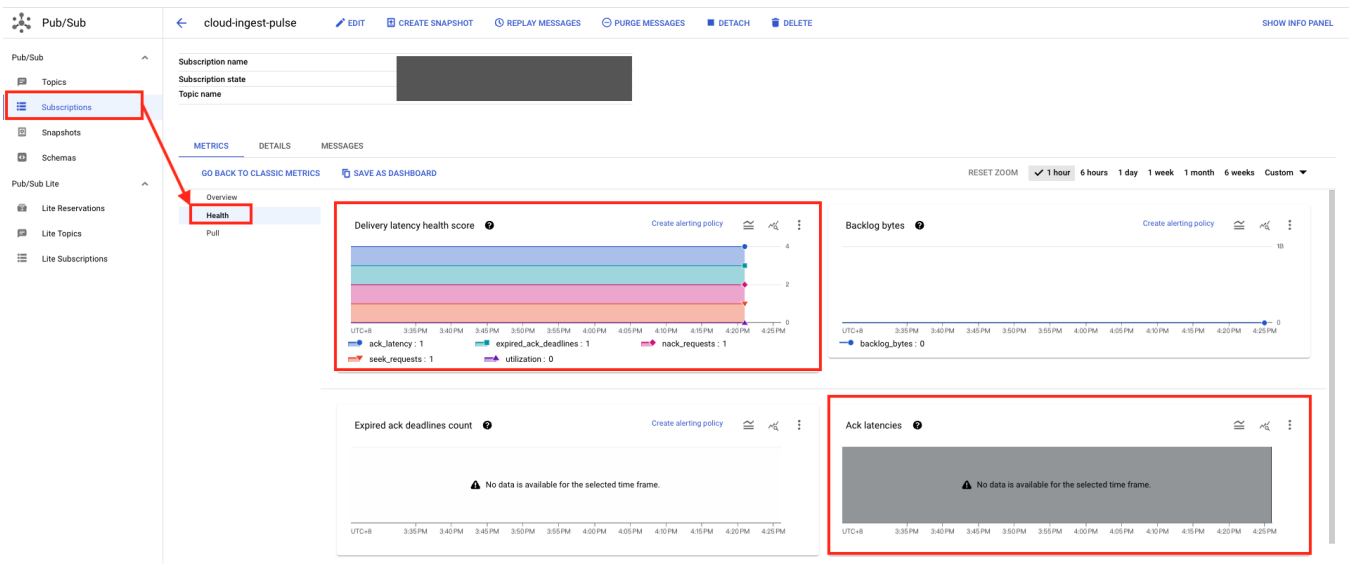 Pub/Sub
cloud-ingest-pulse
EDIT
CREATE SNAPSHOT
REPLAY MESSAGES
PURGE MESSAGES
DETACH
DELETE
SHOW INFO PANEL
Pub/Sub
Topics
Subscriptions
Snapshots
Schemas
Pub/Sub Lite
Lite Reservations
Lite Topics
Lite Subscriptions
Subscription name
Subscription state
Topic name
METRICS DETAILS MESSAGES
GO BACK TO CLASSIC METRICS SAVE AS DASHBOARD
RESET ZOOM 1 hour 6 hours 1 day 1 week 1 month 6 weeks Custom
Overview
Health
Pull
Delivery latency health score
Create alerting policy
4
2
0
UTC+8 3:35 PM 3:40 PM 3:45 PM 3:50 PM 3:55 PM 4:00 PM 4:05 PM 4:10 PM 4:15 PM 4:20 PM 4:25 PM
ack_latency : 1 expired_ack_deadlines : 1 nack_requests : 1
seek_requests : 1 utilization : 0
Backlog bytes
Create alerting policy
1B
0
UTC+8 3:35 PM 3:40 PM 3:45 PM 3:50 PM 3:55 PM 4:00 PM 4:05 PM 4:10 PM 4:15 PM 4:20 PM 4:25 PM
backlog_bytes : 0
Expired ack deadlines count
Create alerting policy
No data is available for the selected time frame.
UTC+8 3:35 PM 3:40 PM 3:45 PM 3:50 PM 3:55 PM 4:00 PM 4:05 PM 4:10 PM 4:15 PM 4:20 PM 4:25 PM
Ack latencies
No data is available for the selected time frame.
UTC+8 3:35 PM 3:40 PM 3:45 PM 3:50 PM 3:55 PM 4:00 PM 4:05 PM 4:10 PM 4:15 PM 4:20 PM 4:25 PM